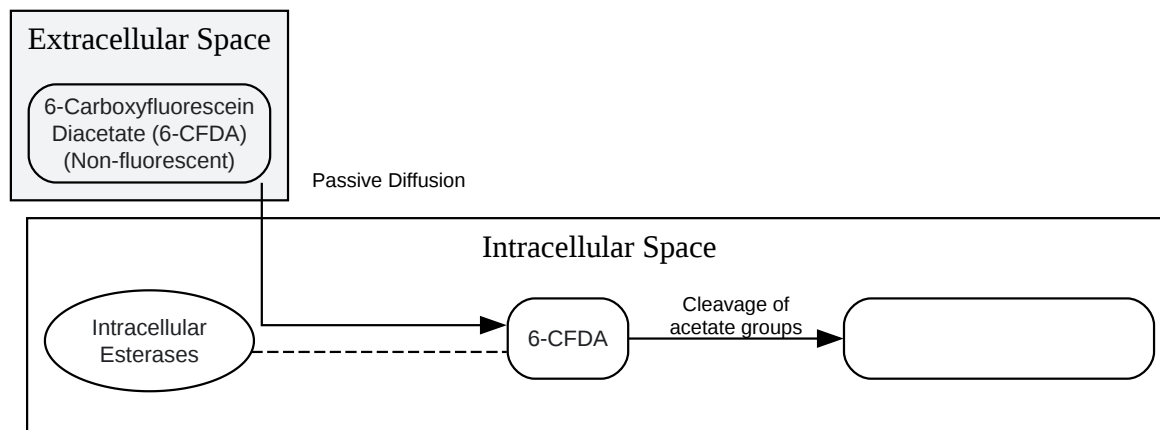 Extracellular Space
6-Carboxyfluorescein
Diacetate (6-CFDA)
(Non-fluorescent)
Passive Diffusion
Intracellular Space
Intracellular
Esterases
6-CFDA
Cleavage of
acetate groups